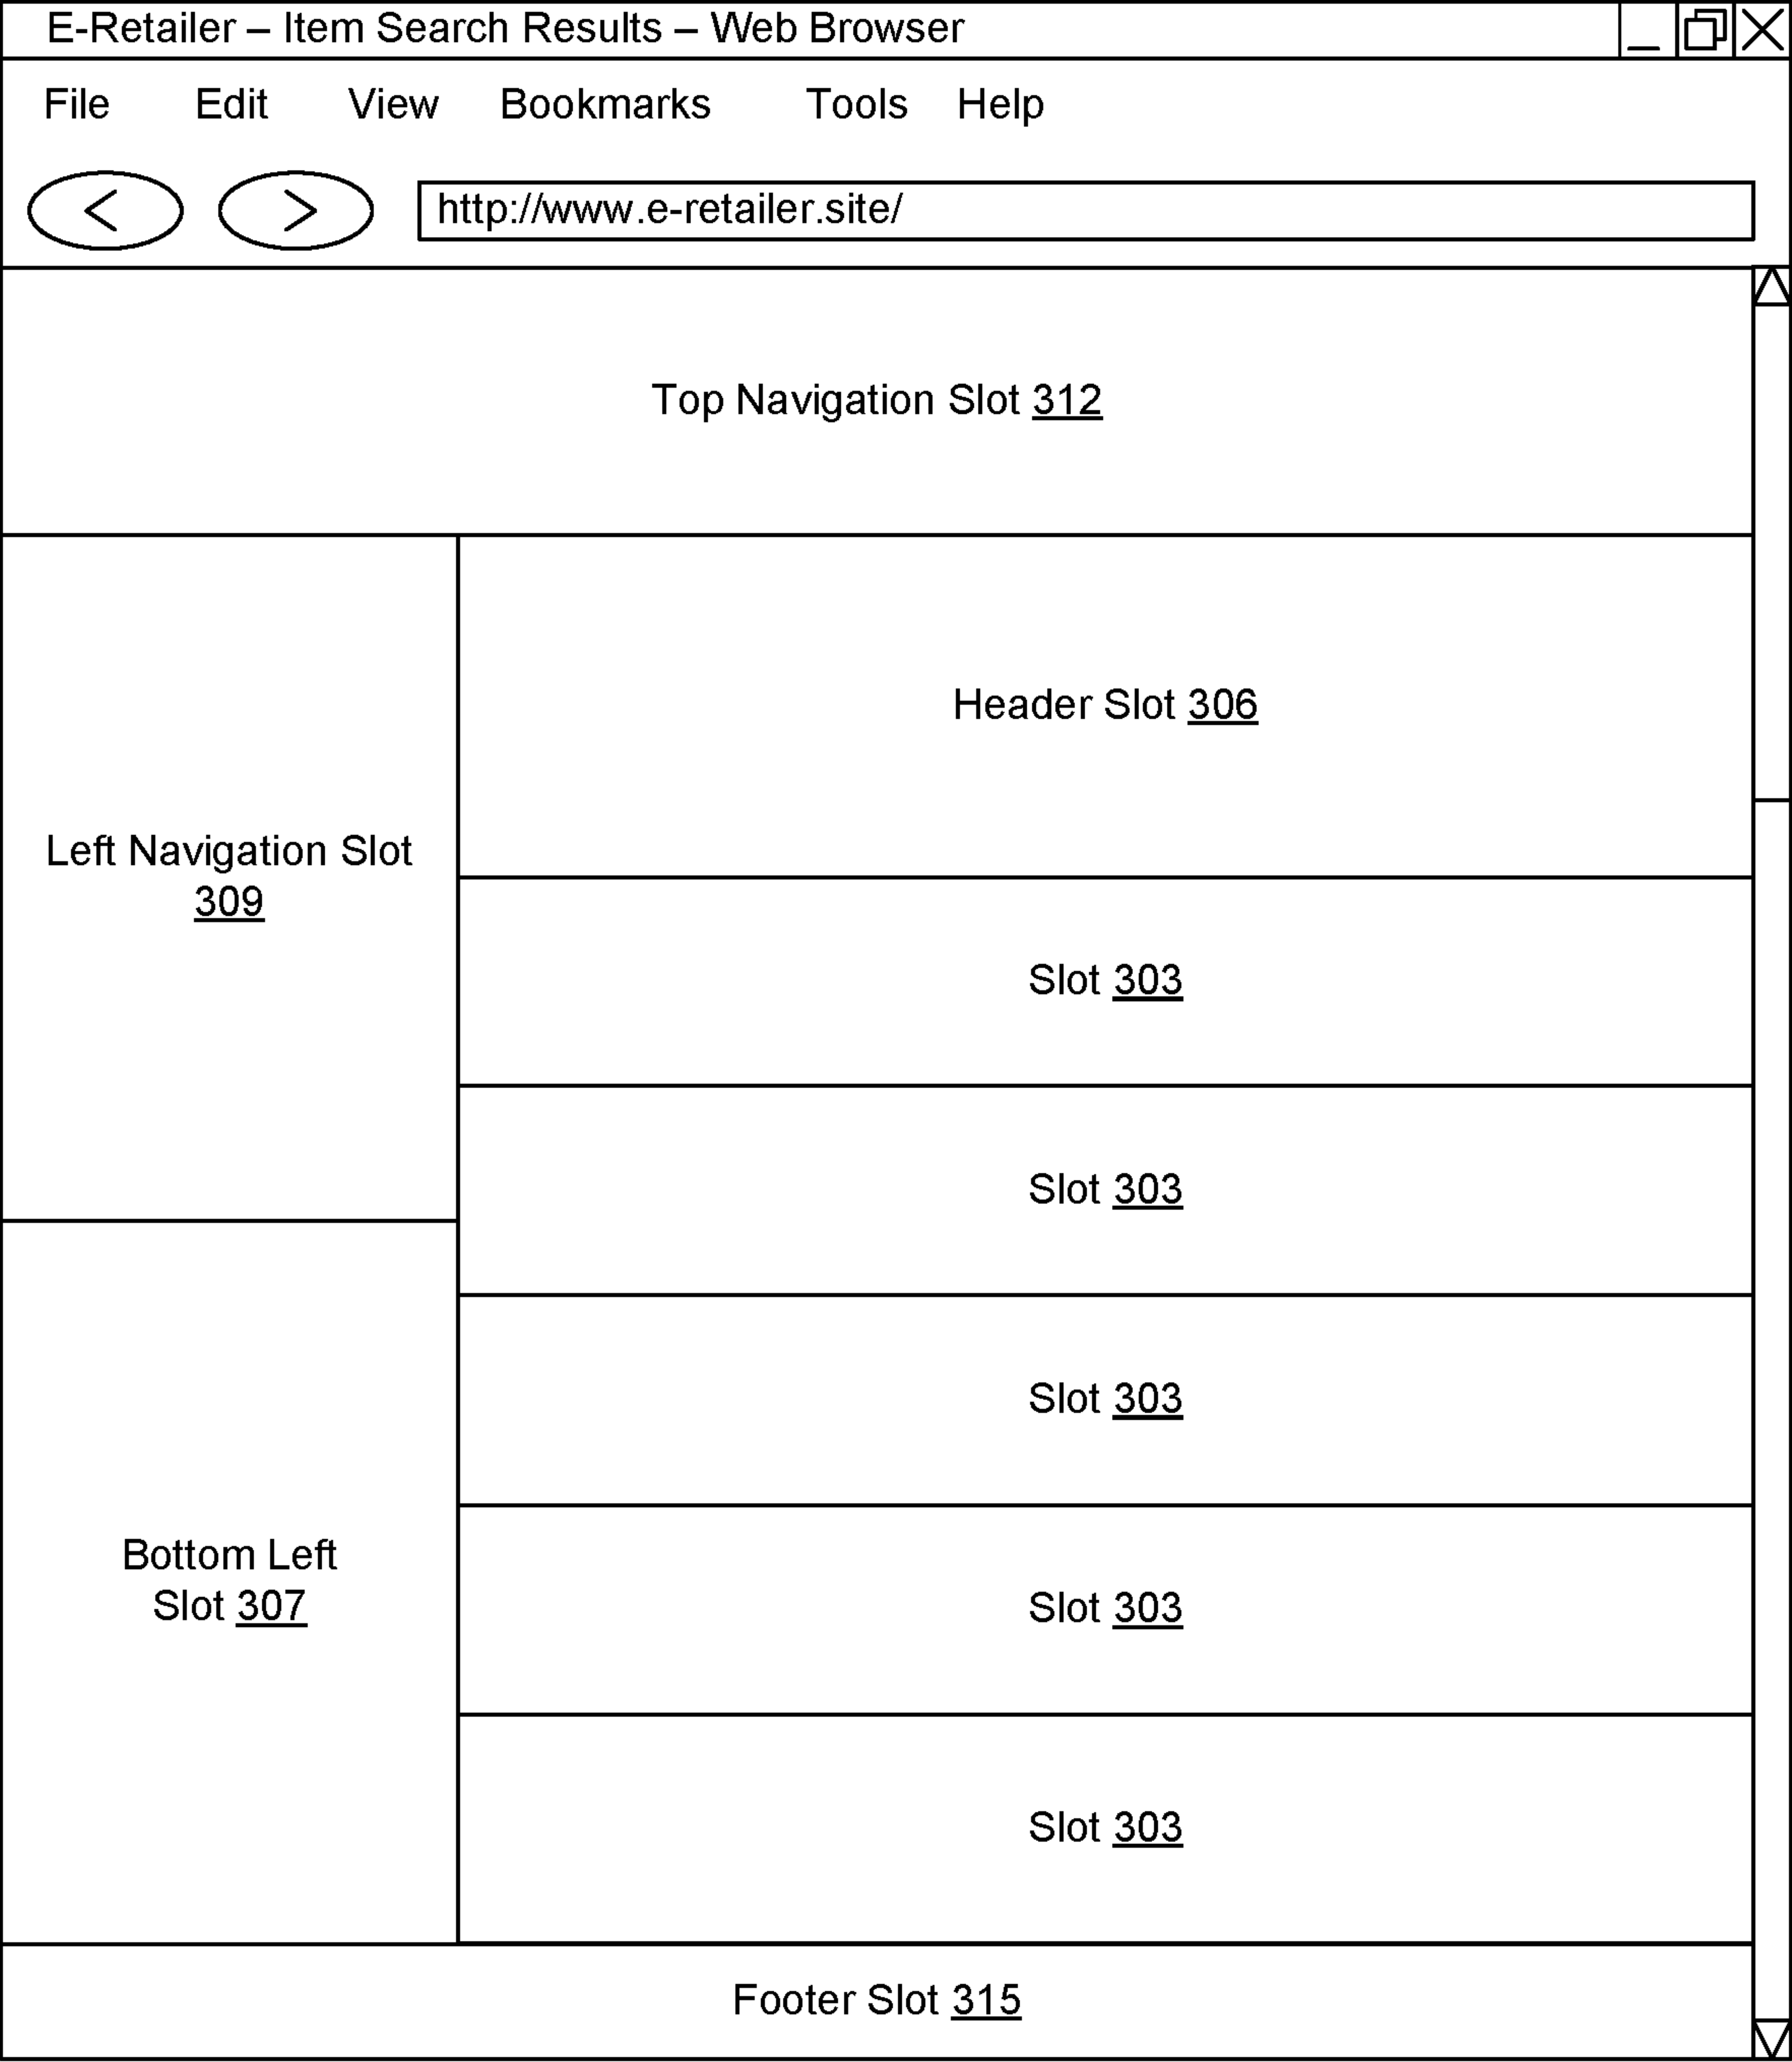 E-Retailer – Item Search Results – Web Browser
File Edit View Bookmarks Tools Help
http://www.e-retailer.site/
Top Navigation Slot 312
Header Slot 306
Left Navigation Slot
309
Slot 303
Slot 303
Slot 303
Bottom Left
Slot 307
Slot 303
Slot 303
Footer Slot 315